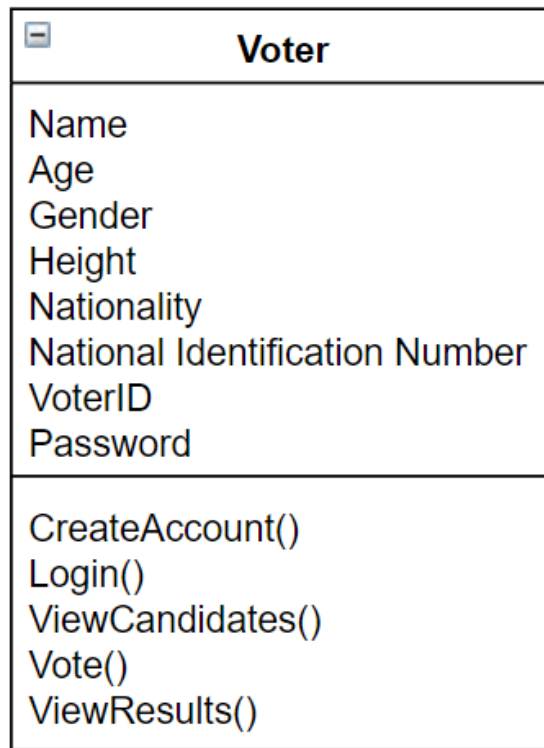 Voter
Name
Age
Gender
Height
Nationality
National Identification Number
VoterID
Password
CreateAccount()
Login()
ViewCandidates()
Vote()
ViewResults()